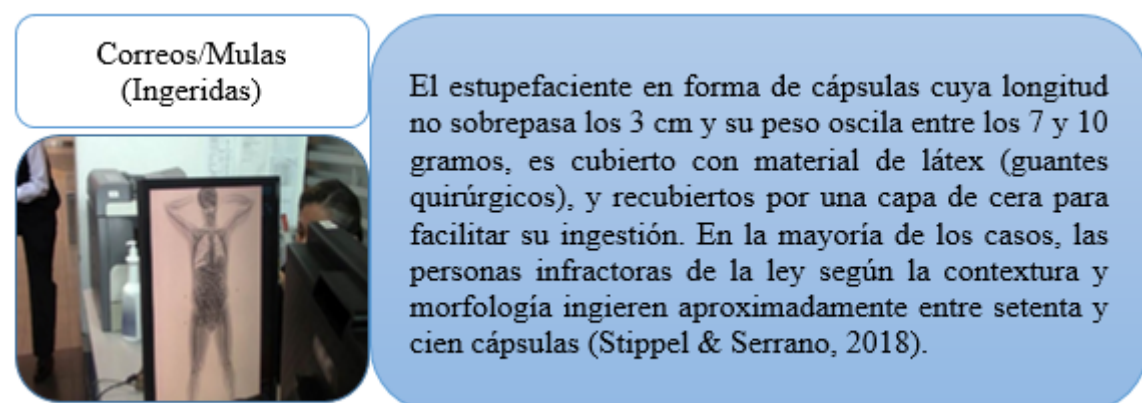 Correos/Mulas
(Ingeridas)
El estupefaciente en forma de cápsulas cuya longitud
no sobrepasa los 3 cm y su peso oscila entre los 7 y 10
gramos, es cubierto con material de látex (guantes
quirúrgicos), y recubiertos por una capa de cera para
facilitar su ingestión. En la mayoría de los casos, las
personas infractoras de la ley según la contextura y
morfología ingieren aproximadamente entre setenta y
cien cápsulas (Stippel & Serrano, 2018).